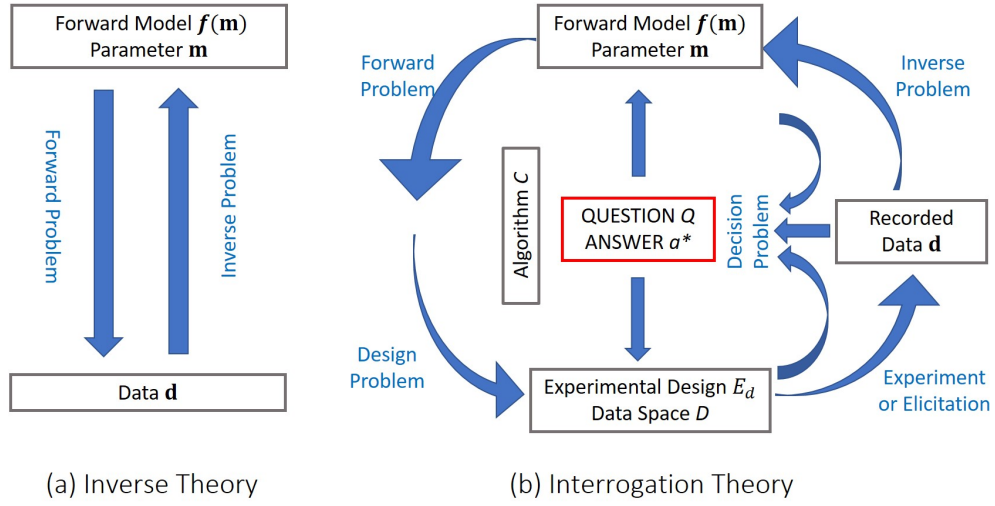 Forward Model f(m)
Parameter m
Forward Problem
Inverse Problem
Data d
(a) Inverse Theory
Forward Model f(m)
Parameter m
Forward
Problem
Inverse
Problem
Algorithm C
QUESTION Q
ANSWER a*
Decision
Problem
Recorded
Data d
Design
Problem
Experimental Design E_d
Data Space D
Experiment
or Elicitation
(b) Interrogation Theory